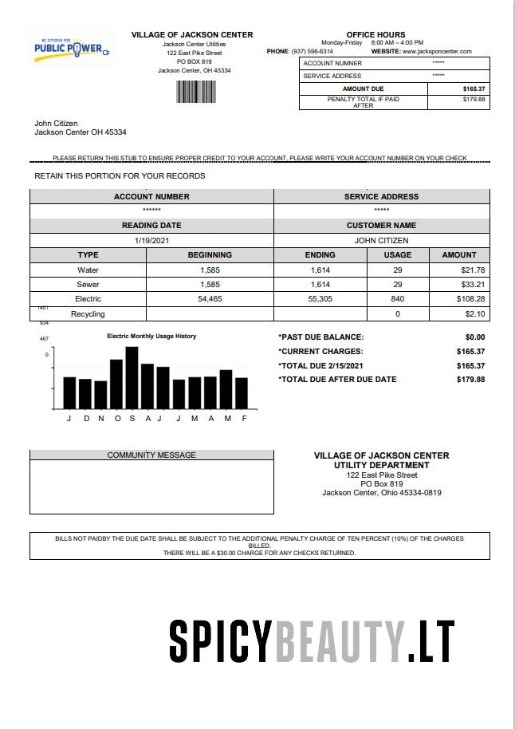 BE CITIZENS FOR
PUBLIC POWER
VILLAGE OF JACKSON CENTER
Jackson Center Utilities
122 East Pike Street
PO BOX 819
Jackson Center, OH 45334
OFFICE HOURS
Monday-Friday 8:00 AM – 4:00 PM
PHONE: (937) 596-6314 WEBSITE: www.jacksponcenter.com
ACCOUNT NUMNER *****
SERVICE ADDRESS *****
AMOUNT DUE $165.37
PENALTY TOTAL IF PAID AFTER $179.88
John Citizen
Jackson Center OH 45334
PLEASE RETURN THIS STUB TO ENSURE PROPER CREDIT TO YOUR ACCOUNT. PLEASE WRITE YOUR ACCOUNT NUMBER ON YOUR CHECK
RETAIN THIS PORTION FOR YOUR RECORDS
ACCOUNT NUMBER SERVICE ADDRESS
****** *****
READING DATE CUSTOMER NAME
1/19/2021 JOHN CITIZEN
TYPE BEGINNING ENDING USAGE AMOUNT
Water 1,585 1,614 29 $21.78
Sewer 1,585 1,614 29 $33.21
Electric 54,465 55,305 840 $108.28
Recycling 0 $2.10
1401
934
467
0
Electric Monthly Usage History
J D N O S A J J M A M F
*PAST DUE BALANCE: $0.00
*CURRENT CHARGES: $165.37
*TOTAL DUE 2/15/2021 $165.37
*TOTAL DUE AFTER DUE DATE $179.88
COMMUNITY MESSAGE
VILLAGE OF JACKSON CENTER
UTILITY DEPARTMENT
122 East Pike Street
PO Box 819
Jackson Center, Ohio 45334-0819
BILLS NOT PAIDBY THE DUE DATE SHALL BE SUBJECT TO THE ADDITIONAL PENALTY CHARGE OF TEN PERCENT (10%) OF THE CHARGES
BILLED.
THERE WILL BE A $30.00 CHARGE FOR ANY CHECKS RETURNED.
SPICYBEAUTY.LT